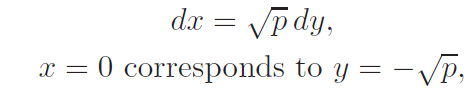 dx = √p dy,
x = 0 corresponds to y = −√p,